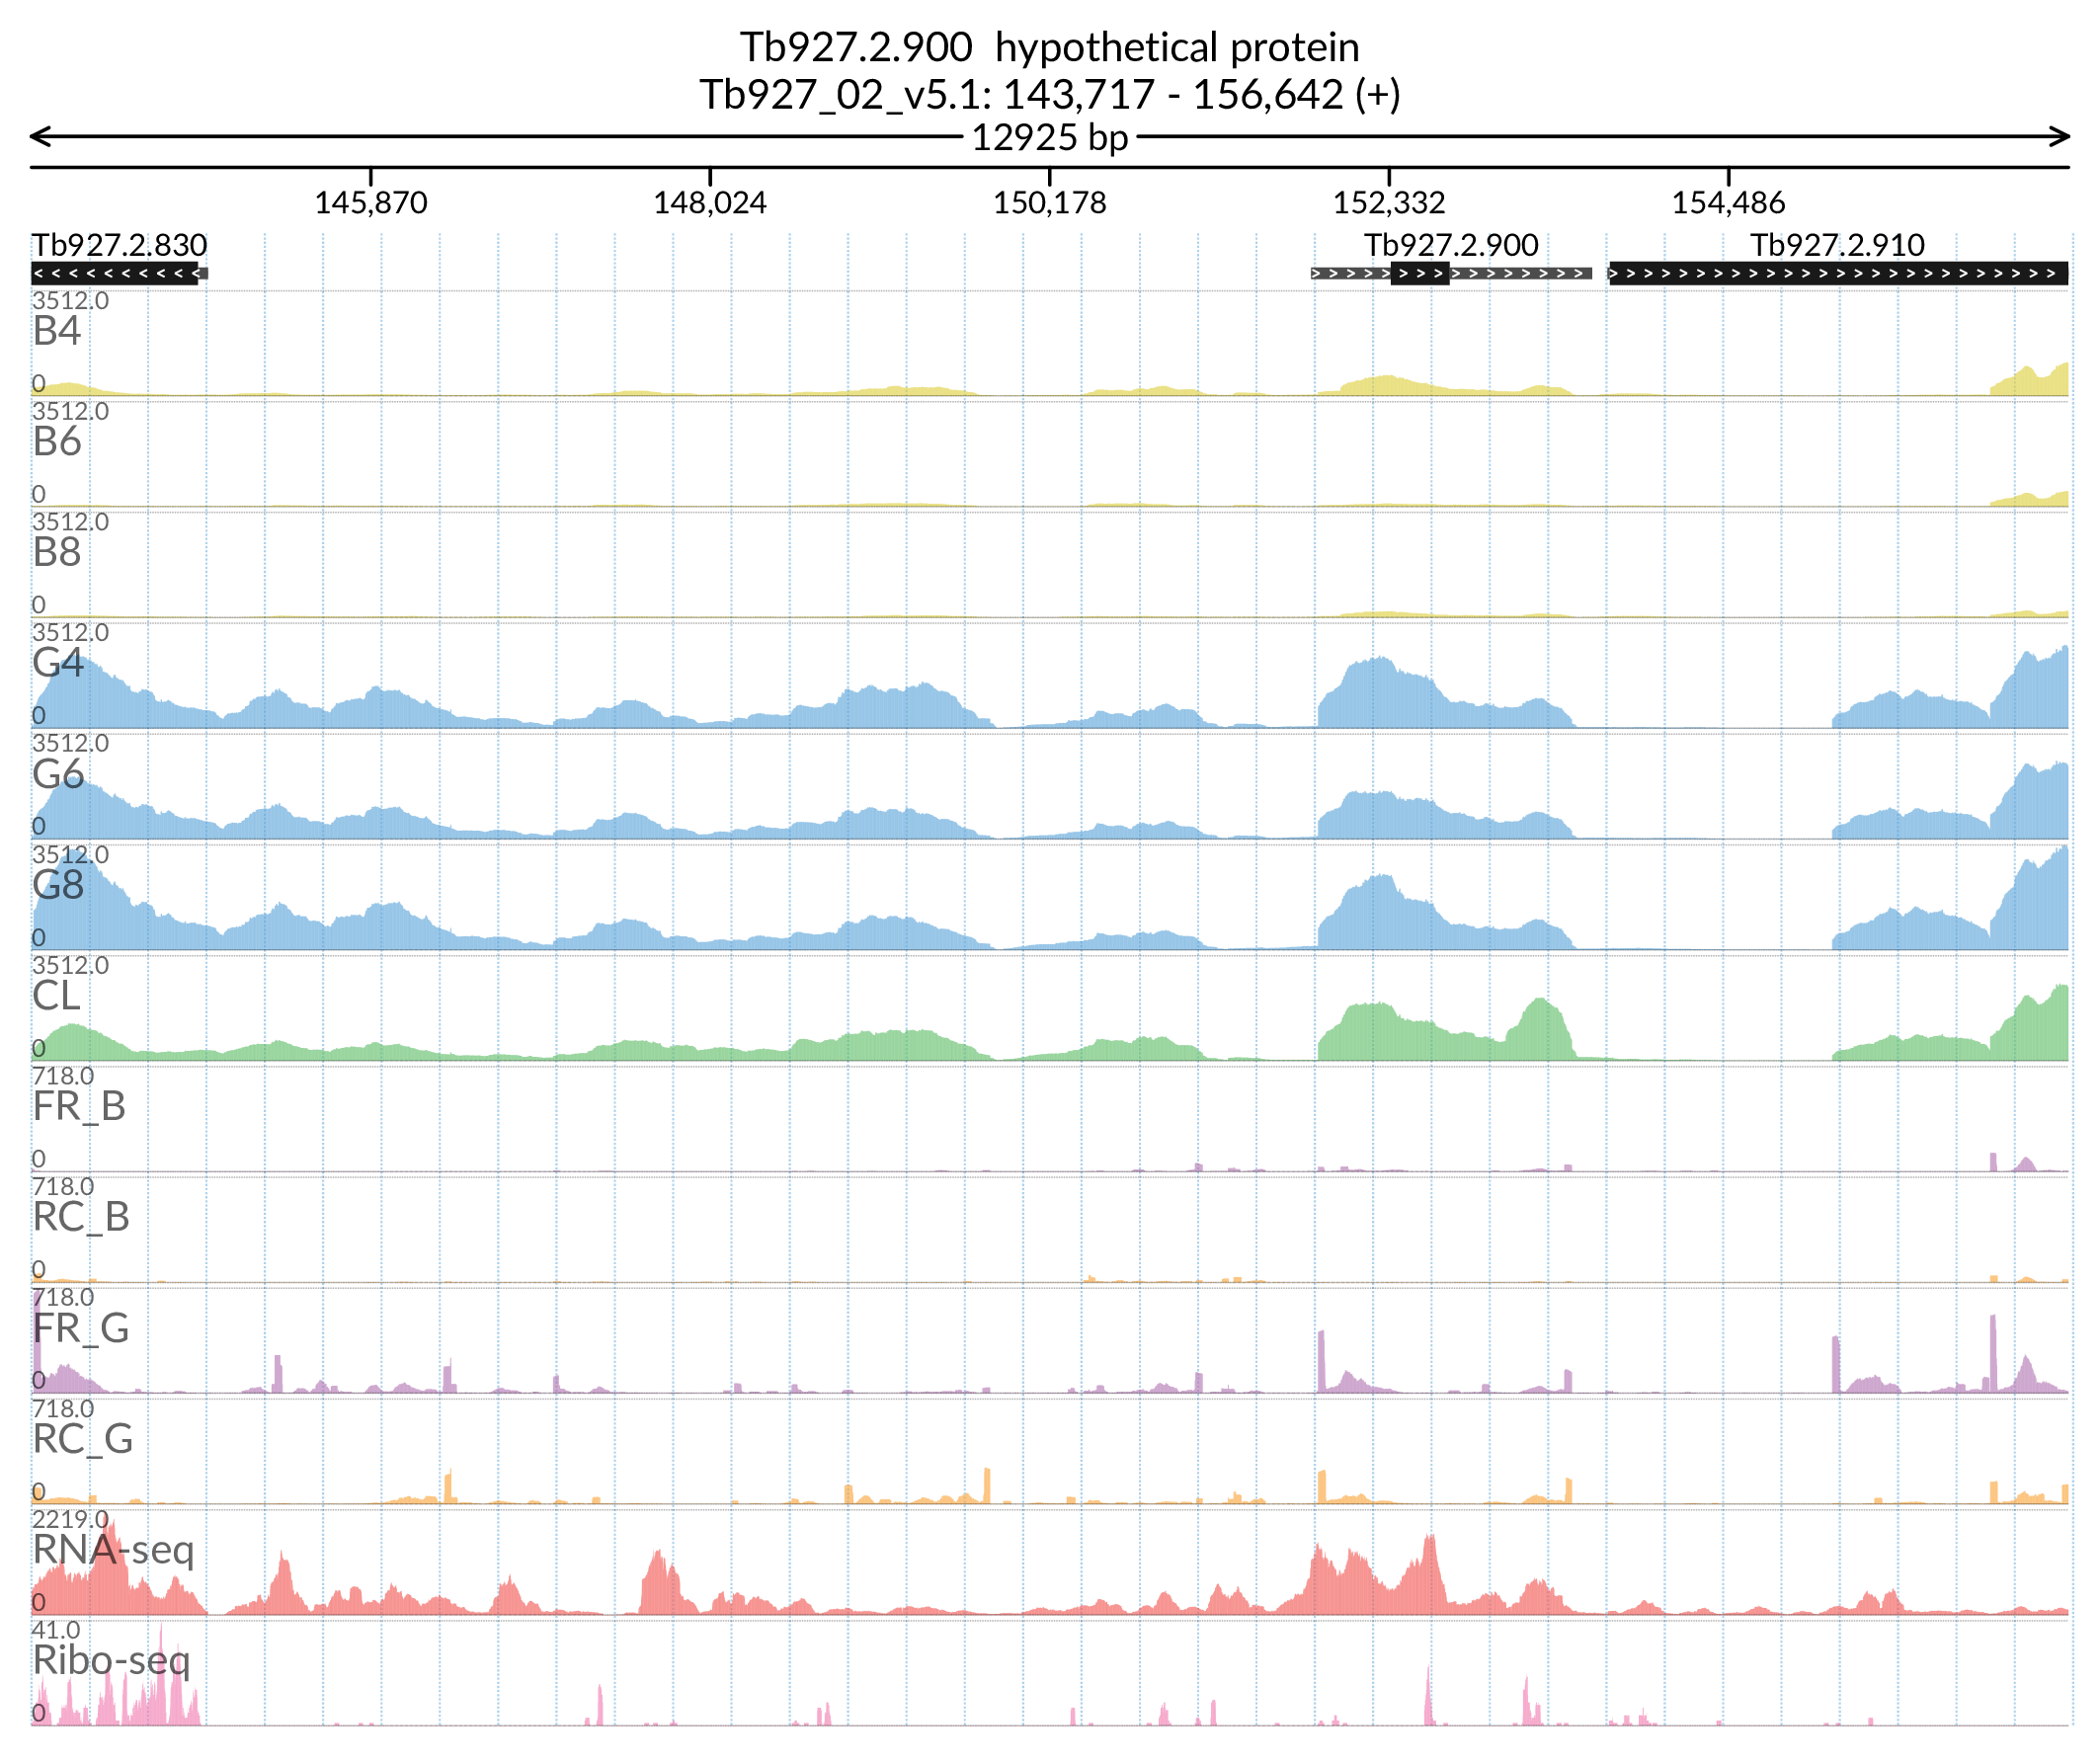 Tb927.2.900 hypothetical protein
Tb927_02_v5.1: 143,717 - 156,642 (+)
12925 bp
145,870 148,024 150,178 152,332 154,486
Tb927.2.830 Tb927.2.900 Tb927.2.910
3512.0
B4
0
3512.0
B6
0
3512.0
B8
0
3512.0
G4
0
3512.0
G6
0
3512.0
G8
0
3512.0
CL
0
718.0
FR_B
0
718.0
RC_B
0
718.0
FR_G
0
718.0
RC_G
0
2219.0
RNA-seq
0
41.0
Ribo-seq
0